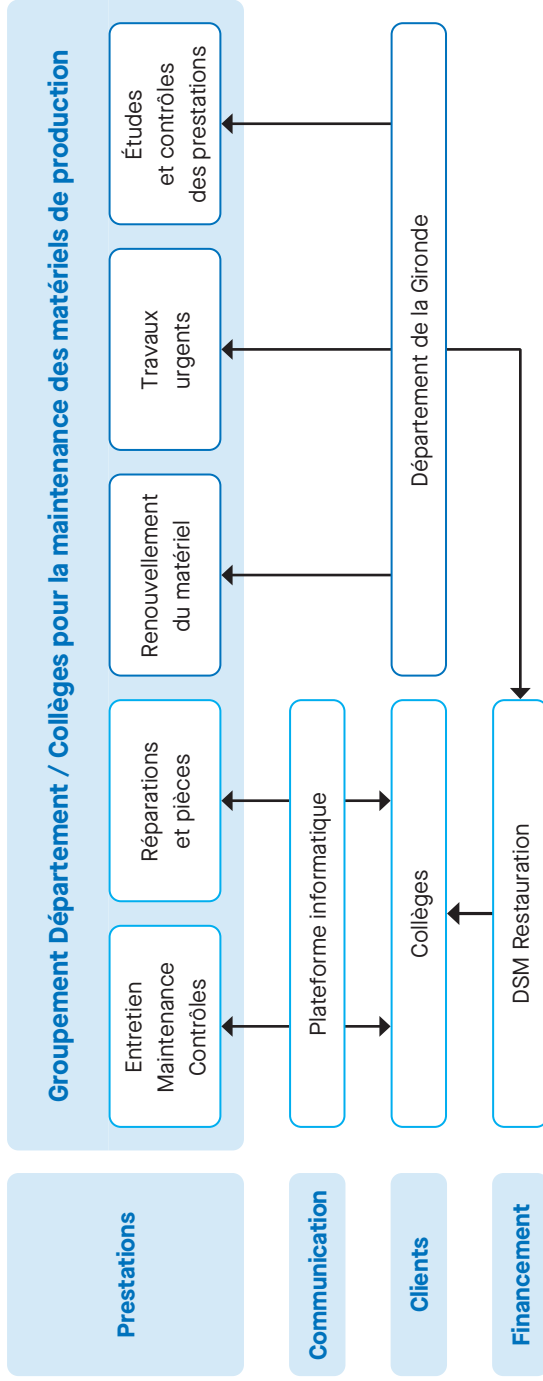 Groupement Département / Collèges pour la maintenance des matériels de production
Prestations
Entretien
Maintenance
Contrôles
Réparations
et pièces
Renouvellement
du matériel
Travaux
urgents
Études
et contrôles
des prestations
Communication
Plateforme informatique
Clients
Collèges
Département de la Gironde
Financement
DSM Restauration